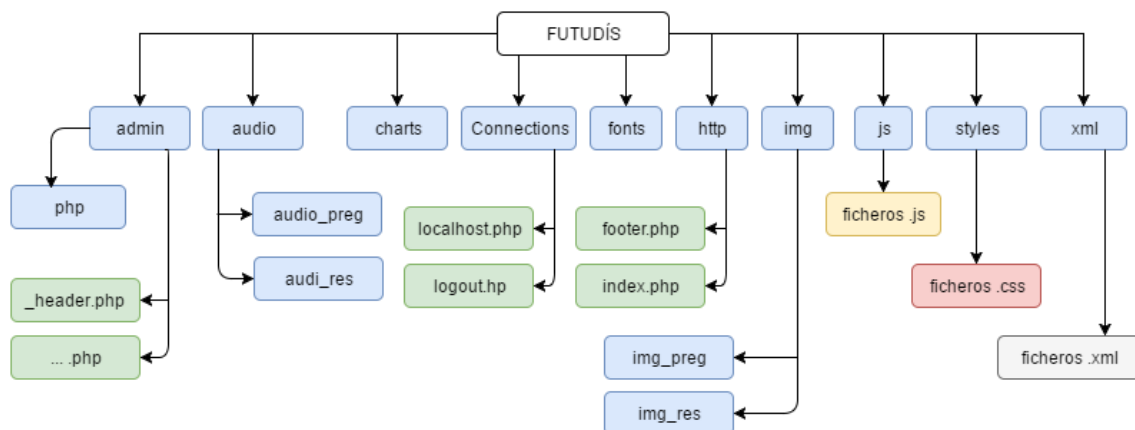 FUTUDÍS
admin
audio
charts
Connections
fonts
http
img
js
styles
xml
php
audio_preg
localhost.php
footer.php
ficheros .js
audi_res
logout.hp
index.php
ficheros .css
_header.php
... .php
img_preg
ficheros .xml
img_res